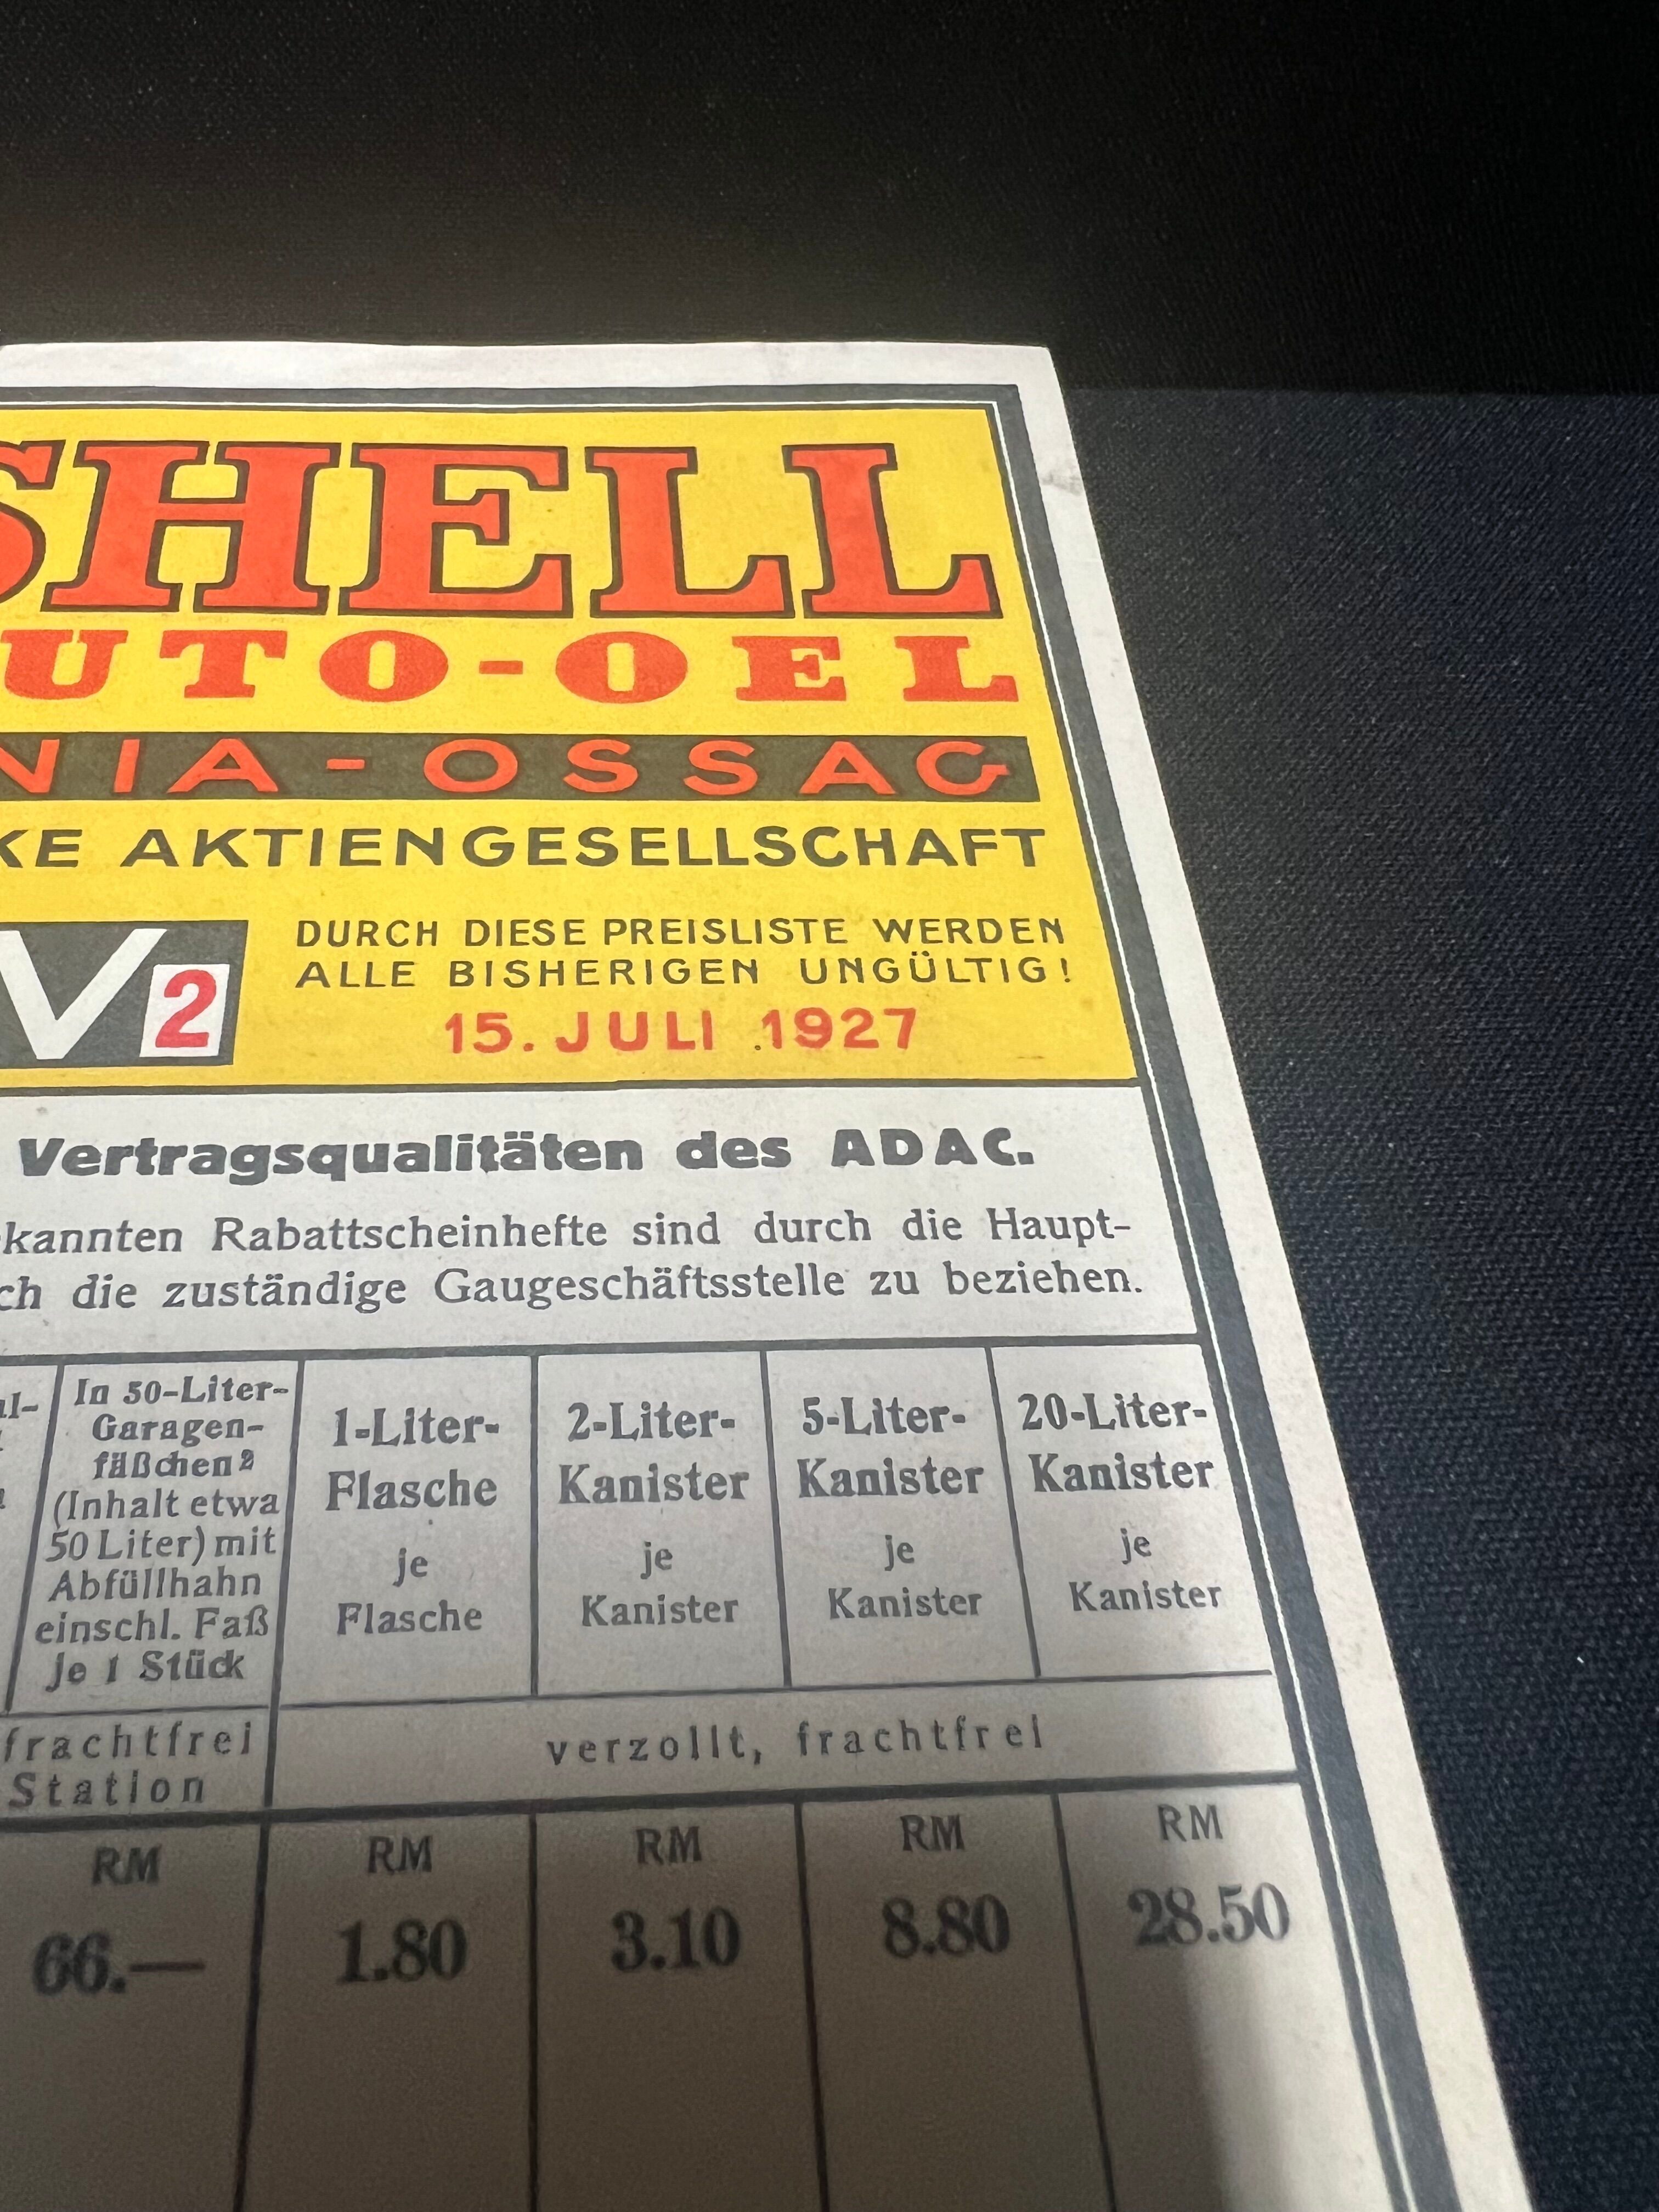 SHELL
UTO-OEL
NIA-OSSAG
KE AKTIENGESELLSCHAFT
V2
DURCH DIESE PREISLISTE WERDEN
ALLE BISHERIGEN UNGÜLTIG!
15. JULI 1927
Vertragsqualitäten des ADAC.
kannten Rabattscheinhefte sind durch die Haupt-
ch die zuständige Gaugeschäftsstelle zu beziehen.
In 50-Liter-
Garagen-
fäßchen²
(Inhalt etwa
50 Liter) mit
Abfüllhahn
einschl. Faß
je 1 Stück
1-Liter-
Flasche
je
Flasche
2-Liter-
Kanister
je
Kanister
5-Liter-
Kanister
je
Kanister
20-Liter-
Kanister
je
Kanister
frachtfrei
Station
verzollt, frachtfrei
RM RM RM RM RM
66.— 1.80 3.10 8.80 28.50